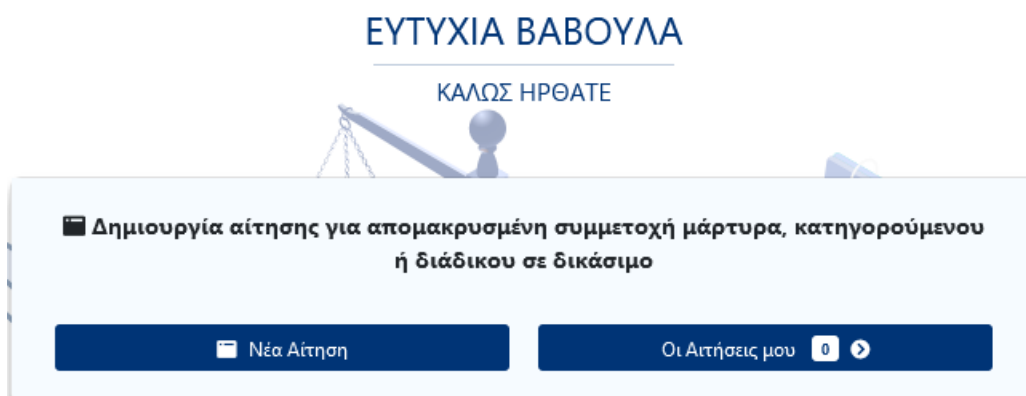 ΕΥΤΥΧΙΑ ΒΑΒΟΥΛΑ
ΚΑΛΩΣ ΗΡΘΑΤΕ
Δημιουργία αίτησης για απομακρυσμένη συμμετοχή μάρτυρα, κατηγορούμενου
ή διάδικου σε δικάσιμο
Νέα Αίτηση
Οι Αιτήσεις μου 0